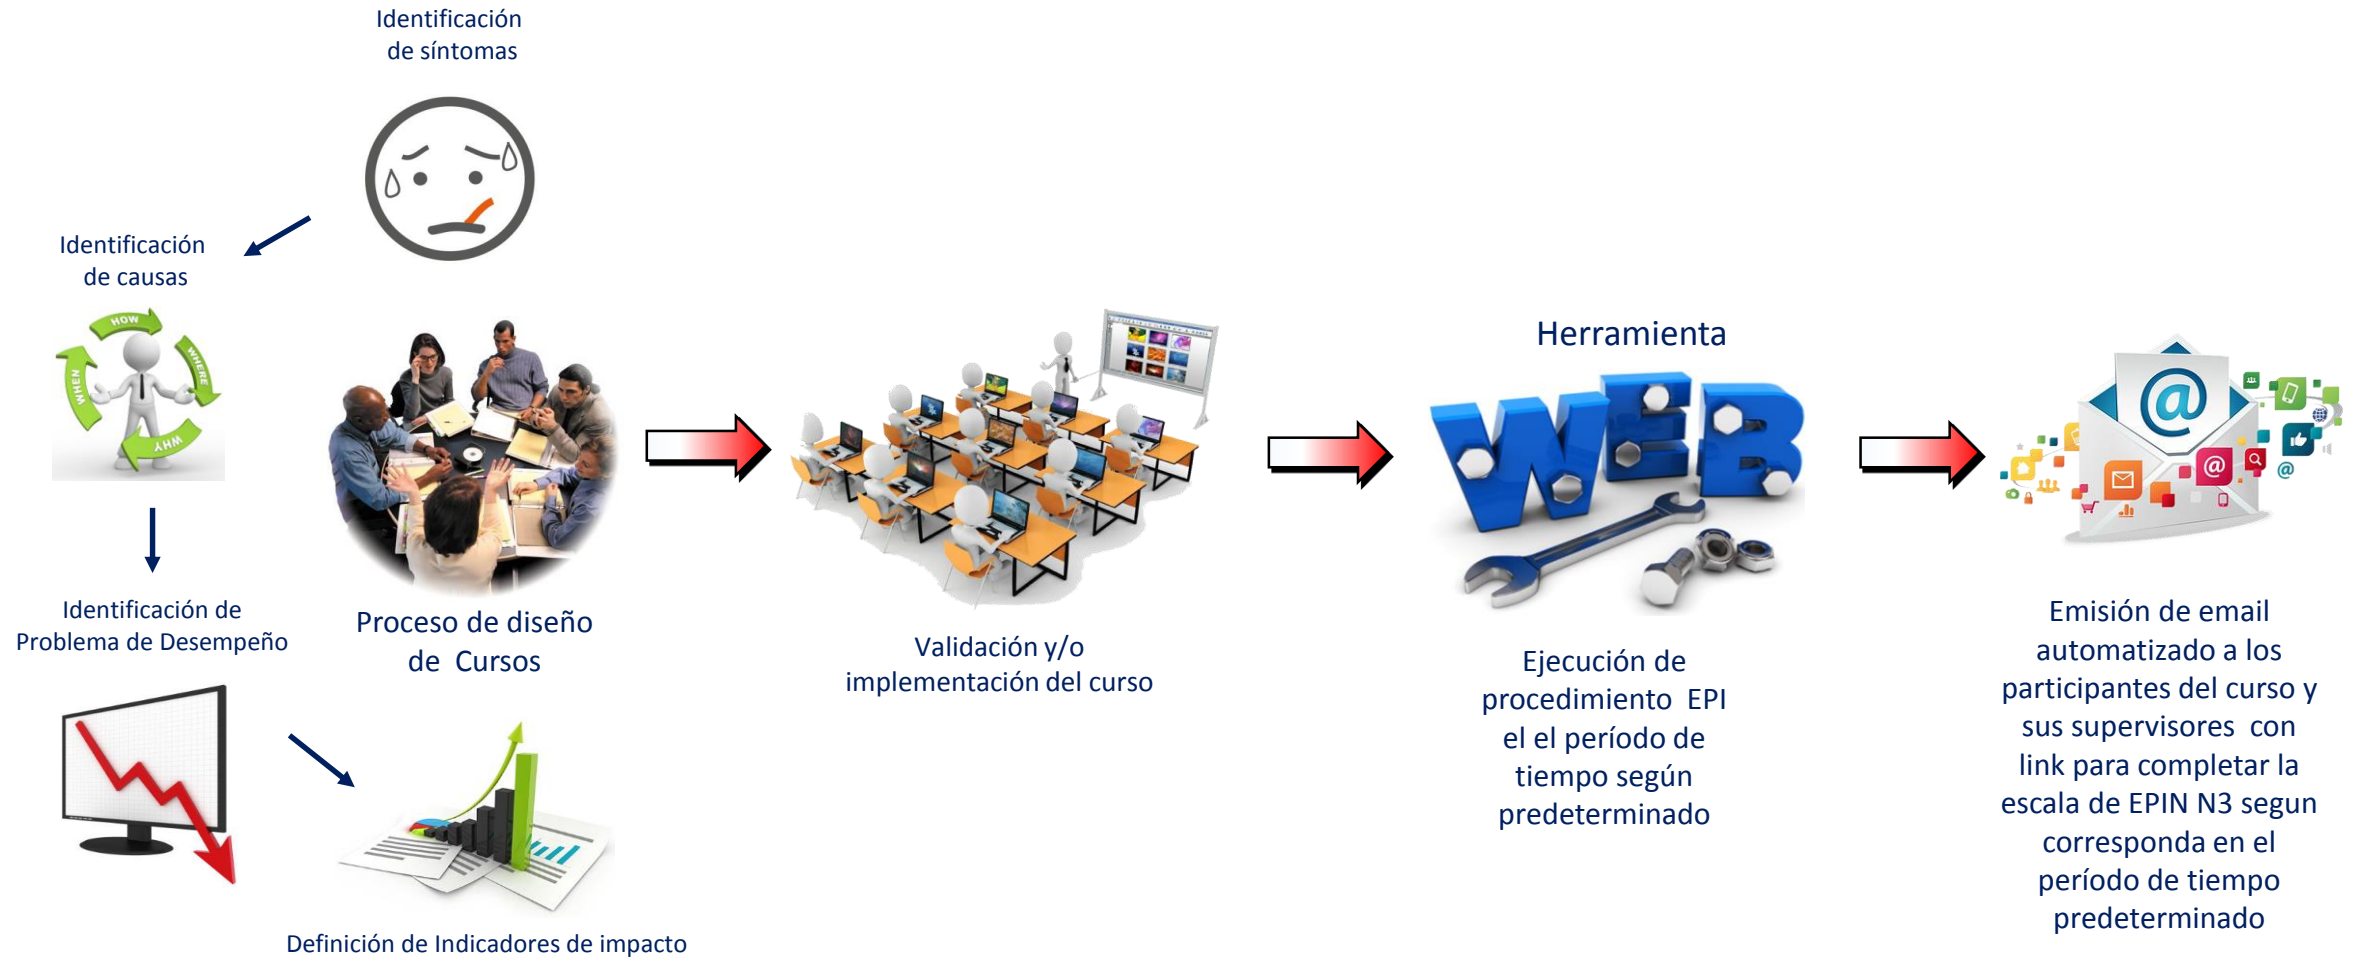 Identificación
de síntomas
Identificación
de causas
HOW
WHERE
WHY
WHEN
Identificación de
Problema de Desempeño
Proceso de diseño
de Cursos
Definición de Indicadores de impacto
Validación y/o
implementación del curso
Herramienta
WEB
Ejecución de
procedimiento EPI
el el período de
tiempo según
predeterminado
@
@
@
Emisión de email
automatizado a los
participantes del curso y
sus supervisores con
link para completar la
escala de EPIN N3 segun
corresponda en el
período de tiempo
predeterminado